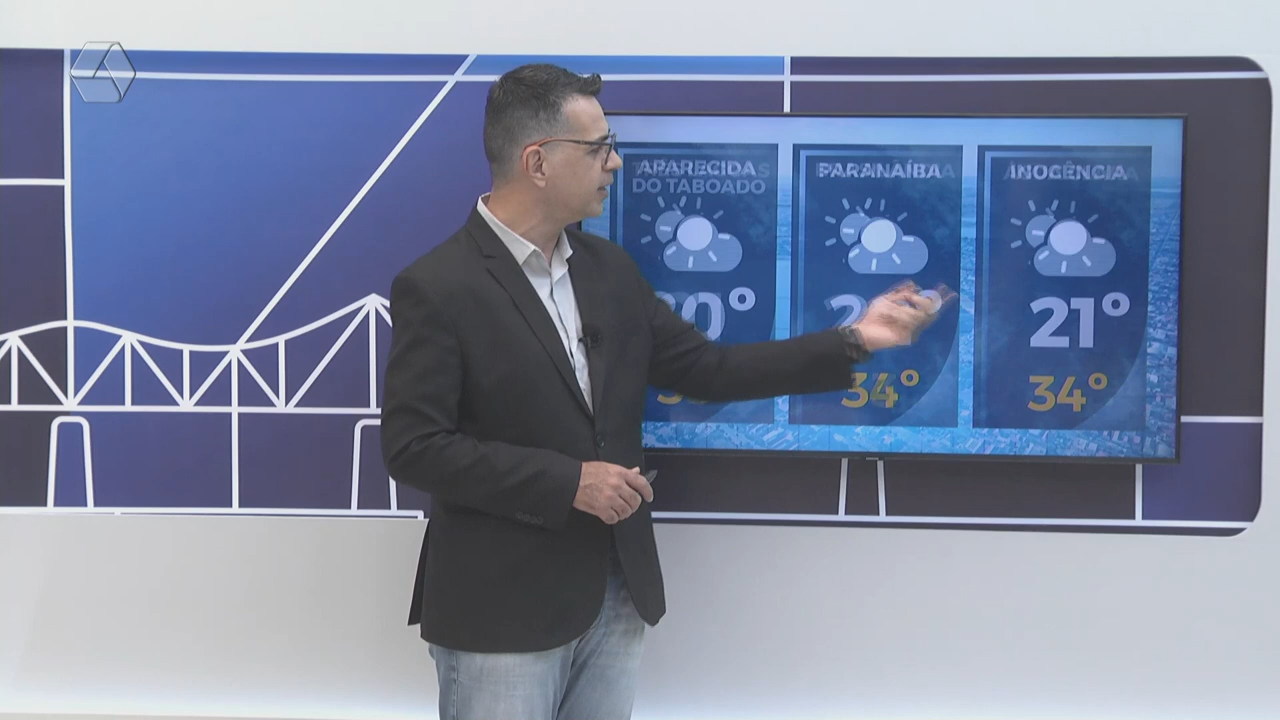 APARECIDA
DO TABOADO
PARANAÍBA
INOCÊNCIA
21°
34°
34°